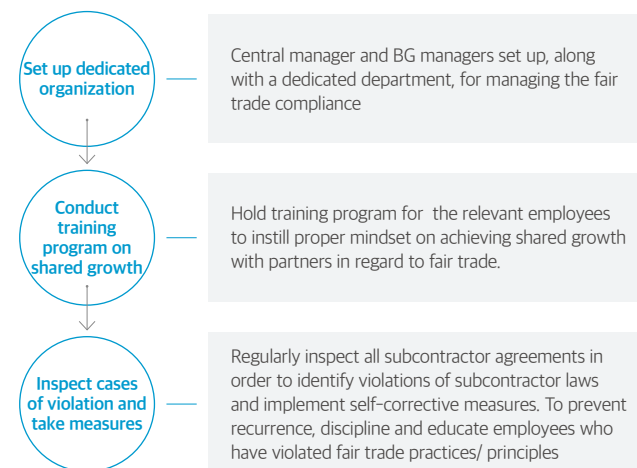 Set up dedicated
organization
Central manager and BG managers set up, along
with a dedicated department, for managing the fair
trade compliance
Conduct
training
program on
shared growth
Hold training program for the relevant employees
to instill proper mindset on achieving shared growth
with partners in regard to fair trade.
Inspect cases
of violation and
take measures
Regularly inspect all subcontractor agreements in
order to identify violations of subcontractor laws
and implement self-corrective measures. To prevent
recurrence, discipline and educate employees who
have violated fair trade practices/ principles